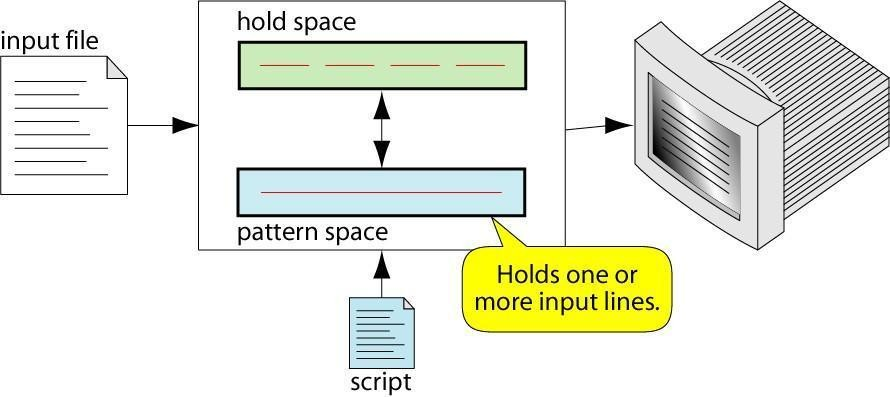 input file
hold space
pattern space
Holds one or
more input lines.
script